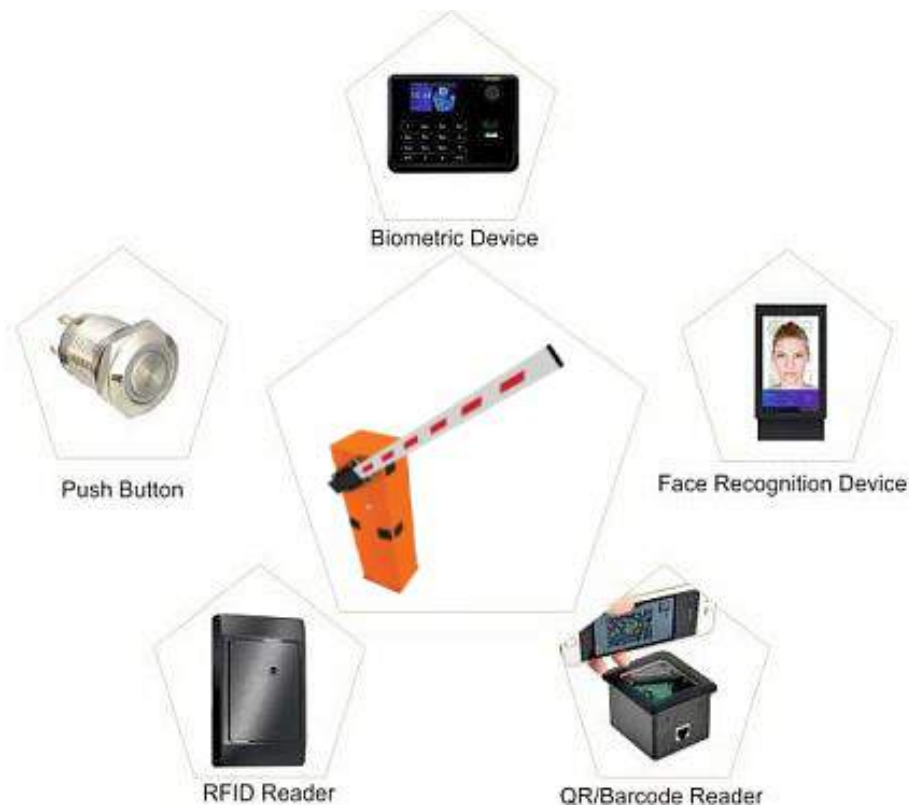 Biometric Device
Push Button
Face Recognition Device
RFID Reader
QR/Barcode Reader